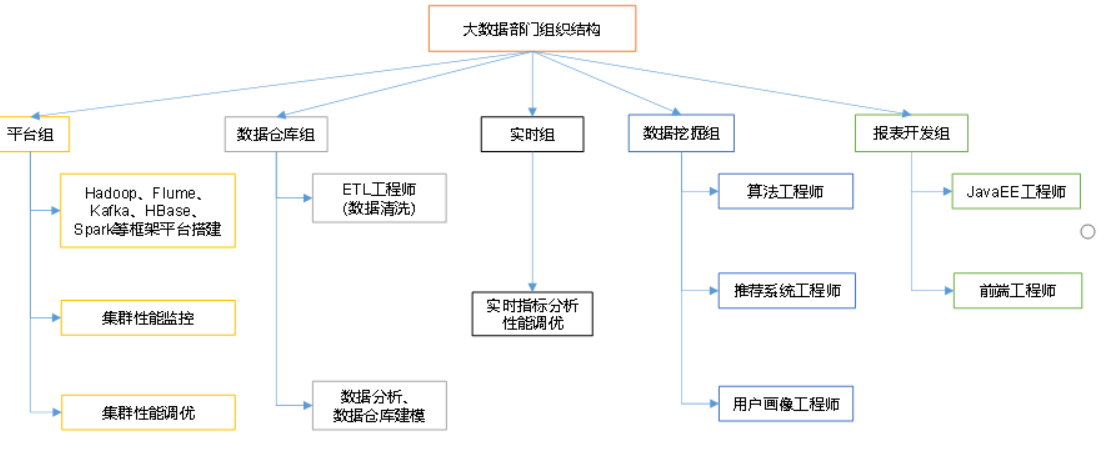 大数据部门组织结构
平台组
数据仓库组
实时组
数据挖掘组
报表开发组
Hadoop、Flume、
Kafka、HBase、
Spark等框架平台搭建
ETL工程师
(数据清洗)
算法工程师
JavaEE工程师
集群性能监控
实时指标分析
性能调优
推荐系统工程师
前端工程师
集群性能调优
数据分析、
数据仓库建模
用户画像工程师